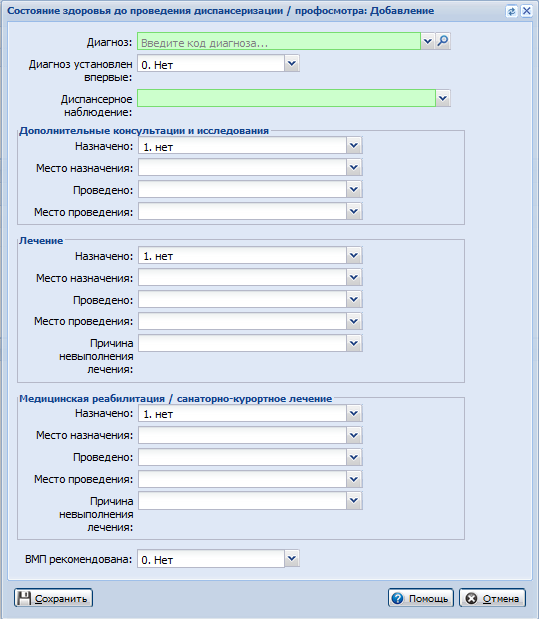 Состояние здоровья до проведения диспансеризации / профосмотра: Добавление
Диагноз: Введите код диагноза...
Диагноз установлен впервые: 0. Нет
Диспансерное наблюдение:
Дополнительные консультации и исследования
Назначено: 1. нет
Место назначения:
Проведено:
Место проведения:
Лечение
Назначено: 1. нет
Место назначения:
Проведено:
Место проведения:
Причина
невыполнения
лечения:
Медицинская реабилитация / санаторно-курортное лечение
Назначено: 1. нет
Место назначения:
Проведено:
Место проведения:
Причина
невыполнения
лечения:
ВМП рекомендована: 0. Нет
Сохранить Помощь Отмена